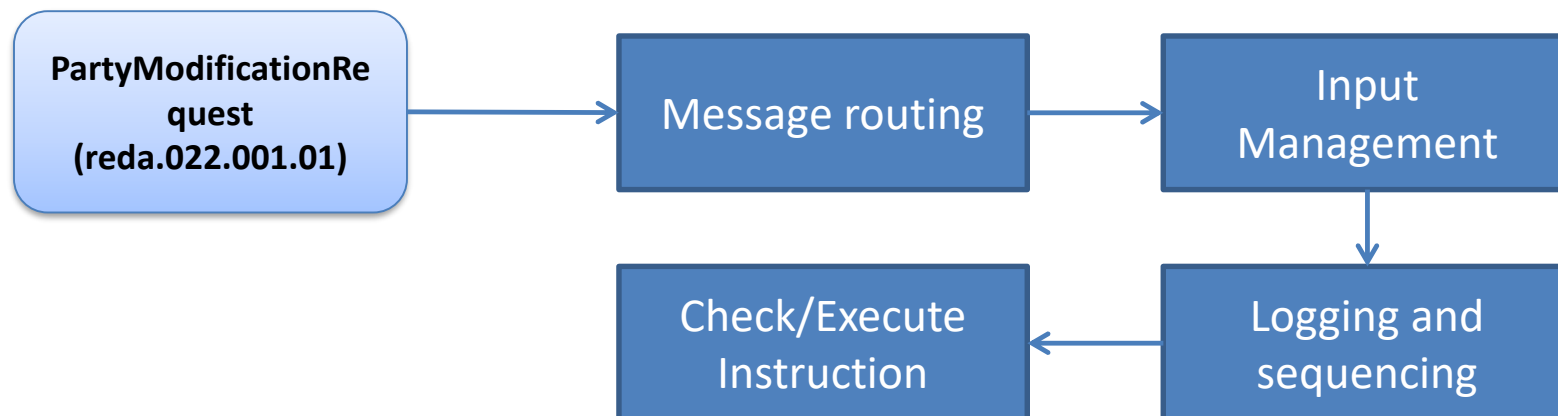 PartyModificationRe
quest
(reda.022.001.01)
Message routing
Input
Management
Check/Execute
Instruction
Logging and
sequencing